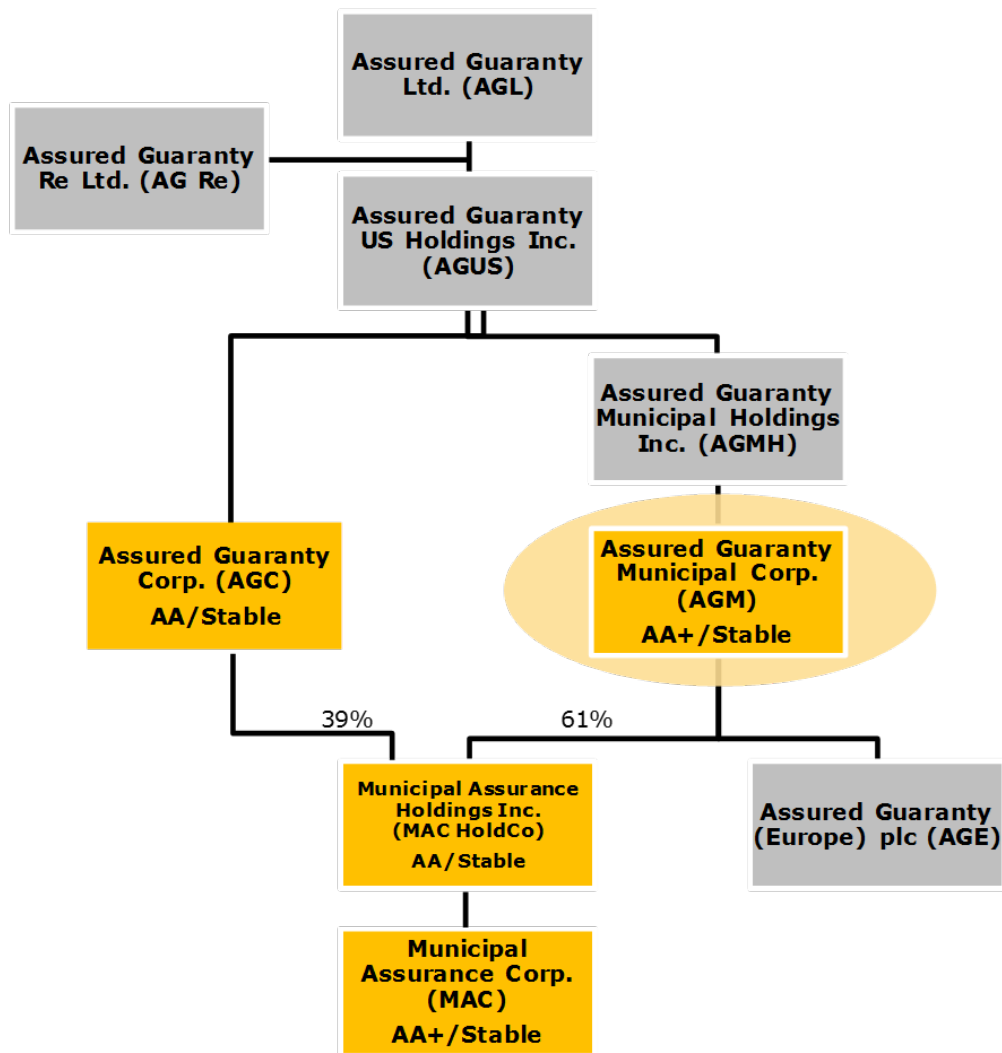 Assured Guaranty
Ltd. (AGL)
Assured Guaranty
Re Ltd. (AG Re)
Assured Guaranty
US Holdings Inc.
(AGUS)
Assured Guaranty
Municipal Holdings
Inc. (AGMH)
Assured Guaranty
Corp. (AGC)
AA/Stable
Assured Guaranty
Municipal Corp.
(AGM)
AA+/Stable
39%
61%
Municipal Assurance
Holdings Inc.
(MAC HoldCo)
AA/Stable
Assured Guaranty
(Europe) plc (AGE)
Municipal
Assurance Corp.
(MAC)
AA+/Stable